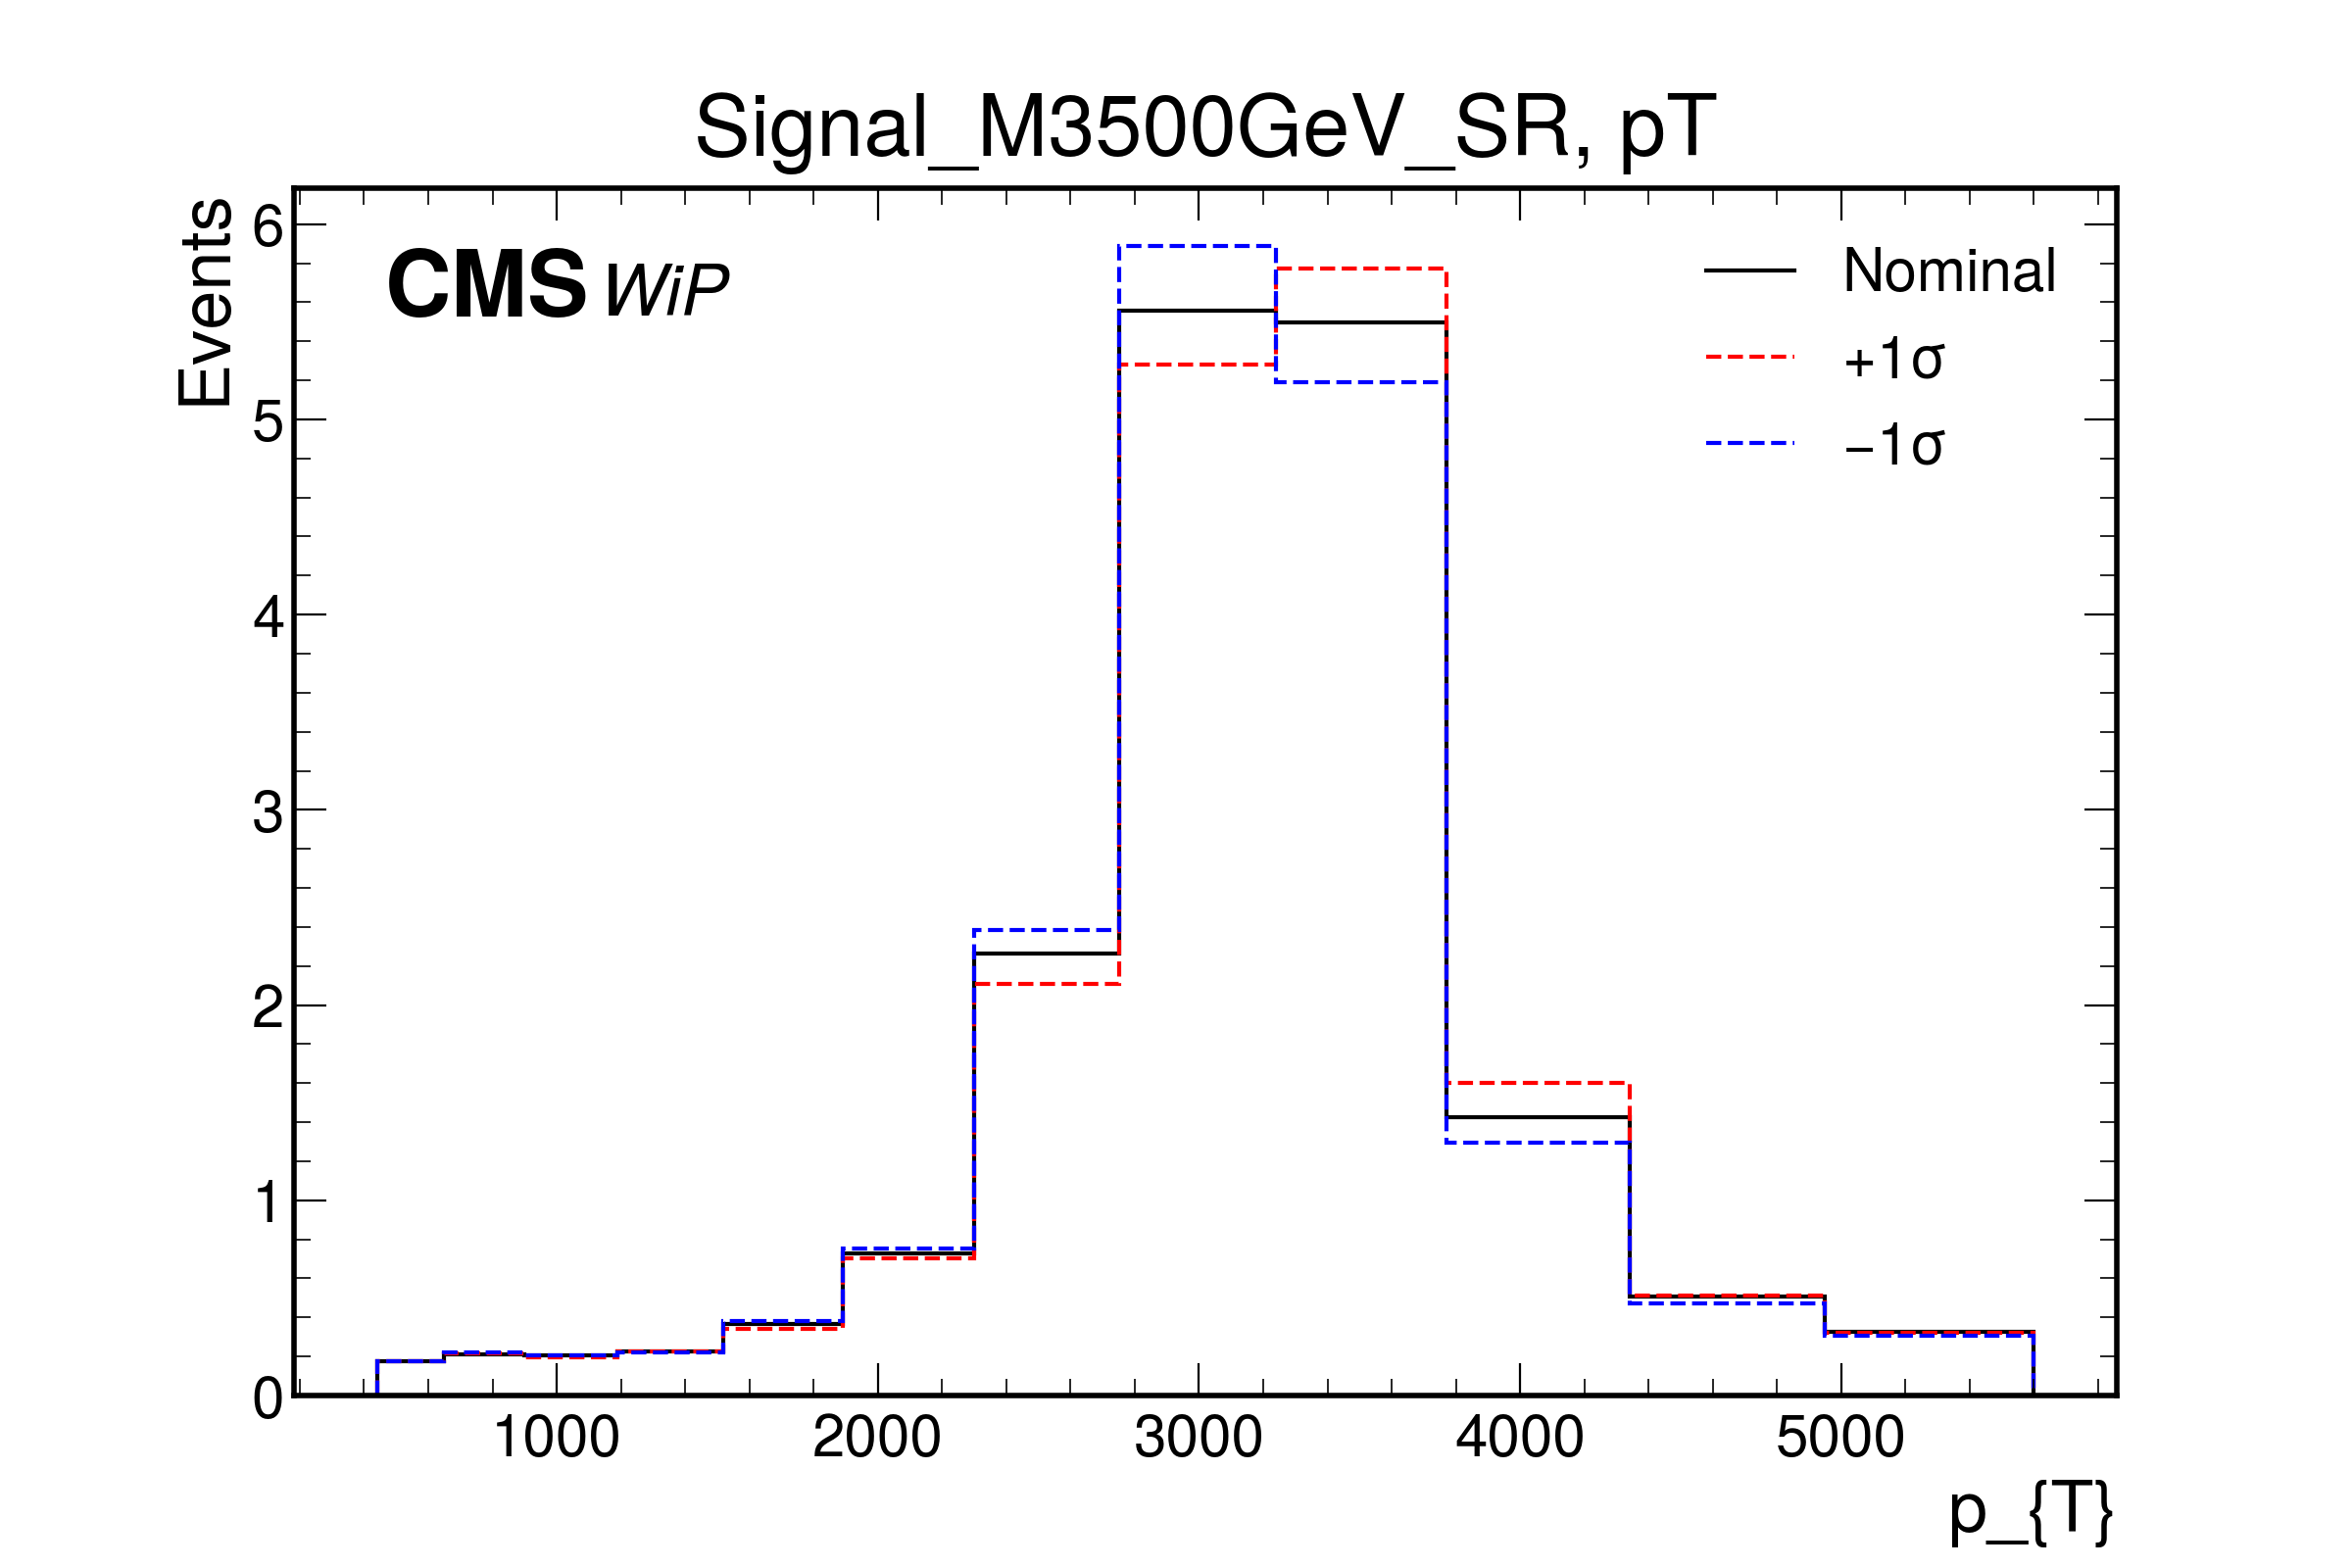 Signal_M3500GeV_SR, pT
Events
CMS WiP
Nominal
+1σ
−1σ
6
5
4
3
2
1
0
1000 2000 3000 4000 5000
p_{T}